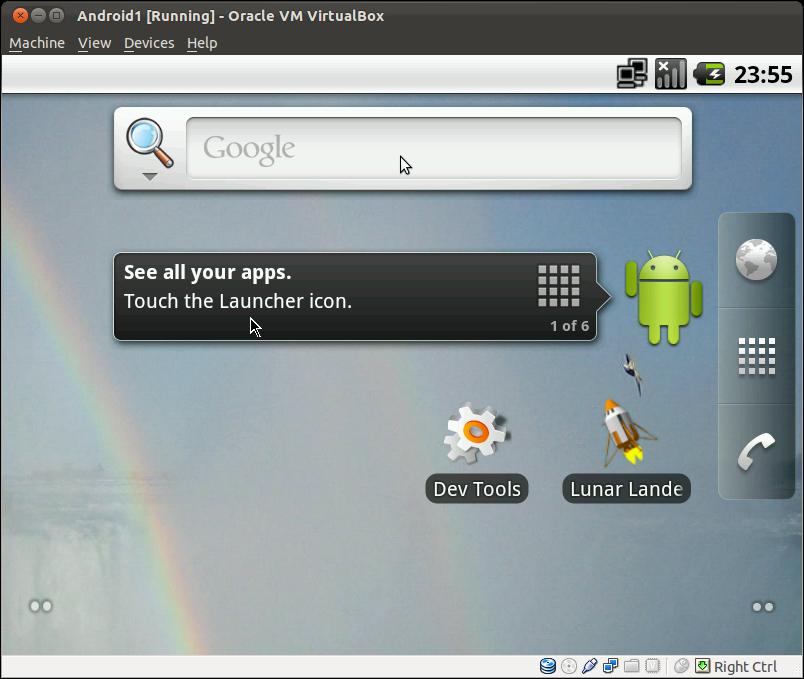 Android1 [Running] - Oracle VM VirtualBox
Machine View Devices Help
23:55
Google
See all your apps.
Touch the Launcher icon.
1 of 6
Dev Tools
Lunar Lande
Right Ctrl